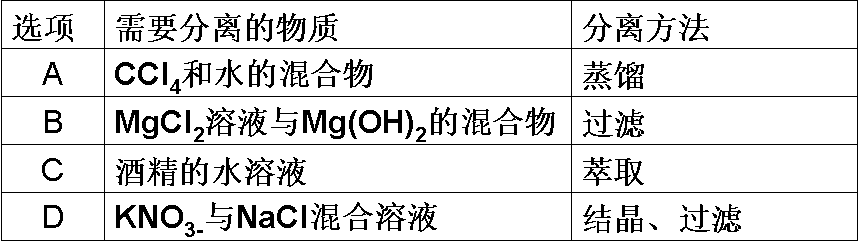 选项 需要分离的物质 分离方法
A CCl₄和水的混合物 蒸馏
B MgCl₂溶液与Mg(OH)₂的混合物 过滤
C 酒精的水溶液 萃取
D KNO₃₋与NaCl混合溶液 结晶、过滤